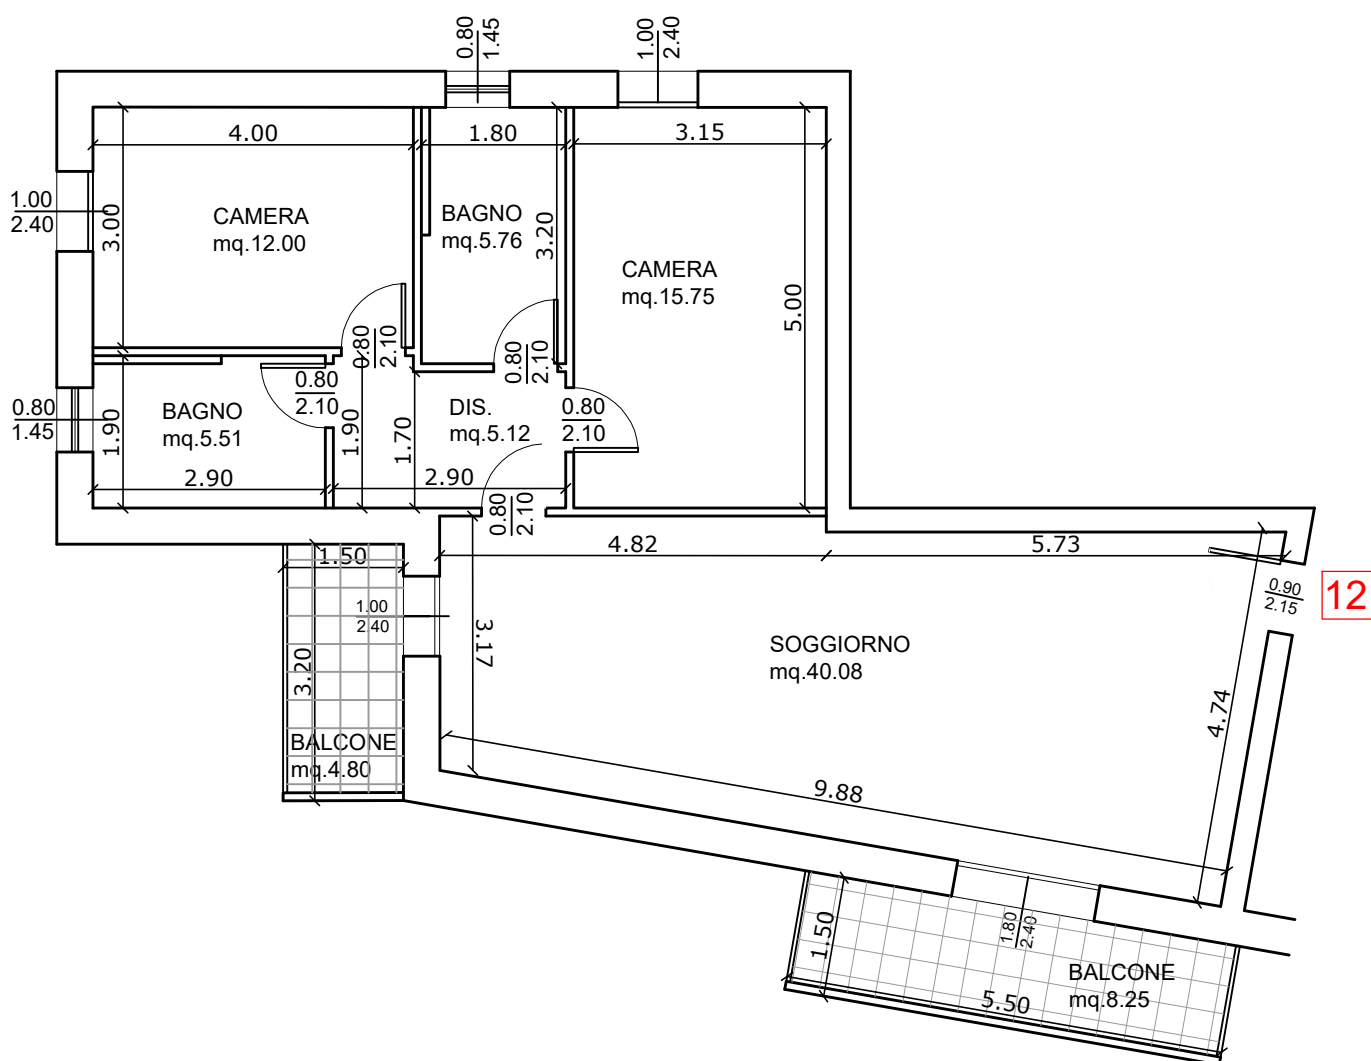 0.80
1.45
1.00
2.40
4.00
1.80
3.15
1.00
2.40
3.00
CAMERA
mq.12.00
BAGNO
mq.5.76
3.20
CAMERA
mq.15.75
5.00
0.80
2.10
0.80
2.10
0.80
2.10
0.80
1.45
1.90
BAGNO
mq.5.51
1.90
1.70
DIS.
mq.5.12
0.80
2.10
2.90
2.90
0.80
2.10
1.50
4.82
5.73
0.90
2.15
12
1.00
2.40
3.17
3.20
SOGGIORNO
mq.40.08
4.74
BALCONE
mq.4.80
9.88
1.50
1.80
2.40
BALCONE
mq.8.25
5.50